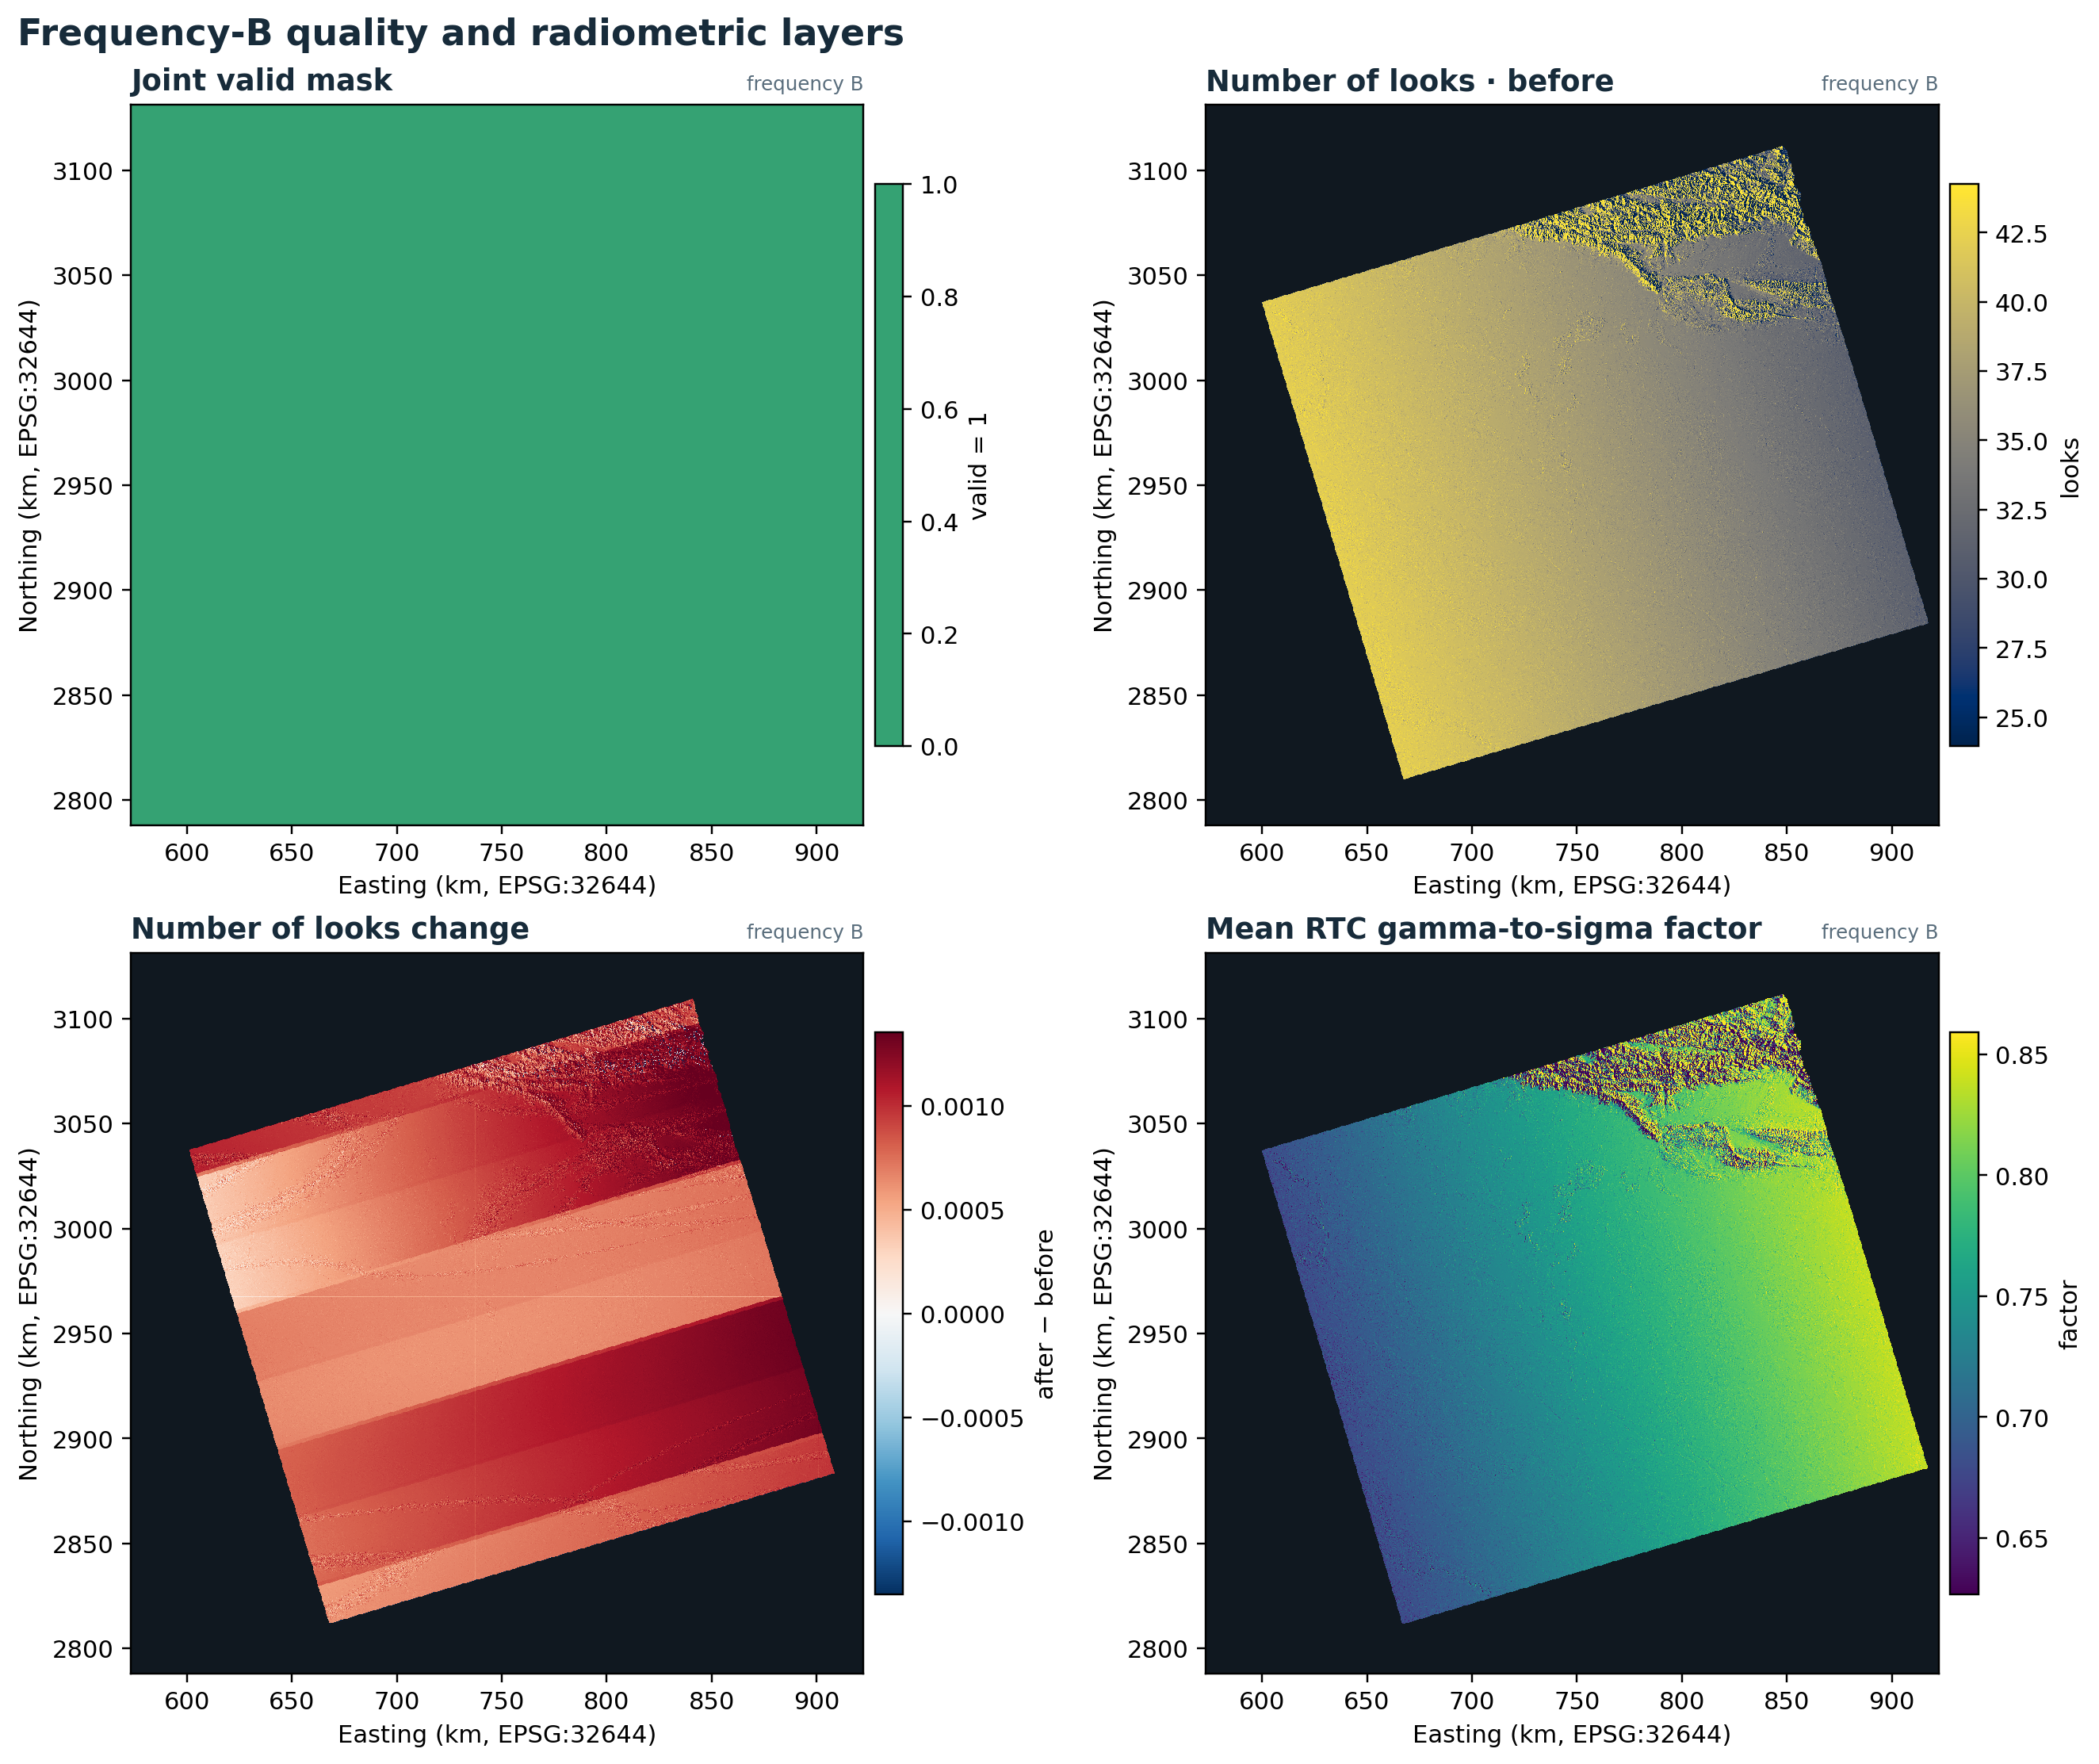 Frequency-B quality and radiometric layers
Joint valid mask
frequency B
3100
3050
3000
2950
2900
2850
2800
Northing (km, EPSG:32644)
600 650 700 750 800 850 900
Easting (km, EPSG:32644)
1.0
0.8
0.6
0.4
0.2
0.0
valid = 1
Number of looks · before
frequency B
3100
3050
3000
2950
2900
2850
2800
Northing (km, EPSG:32644)
600 650 700 750 800 850 900
Easting (km, EPSG:32644)
42.5
40.0
37.5
35.0
32.5
30.0
27.5
25.0
looks
Number of looks change
frequency B
3100
3050
3000
2950
2900
2850
2800
Northing (km, EPSG:32644)
600 650 700 750 800 850 900
Easting (km, EPSG:32644)
0.0010
0.0005
0.0000
−0.0005
−0.0010
after − before
Mean RTC gamma-to-sigma factor
frequency B
3100
3050
3000
2950
2900
2850
2800
Northing (km, EPSG:32644)
600 650 700 750 800 850 900
Easting (km, EPSG:32644)
0.85
0.80
0.75
0.70
0.65
factor